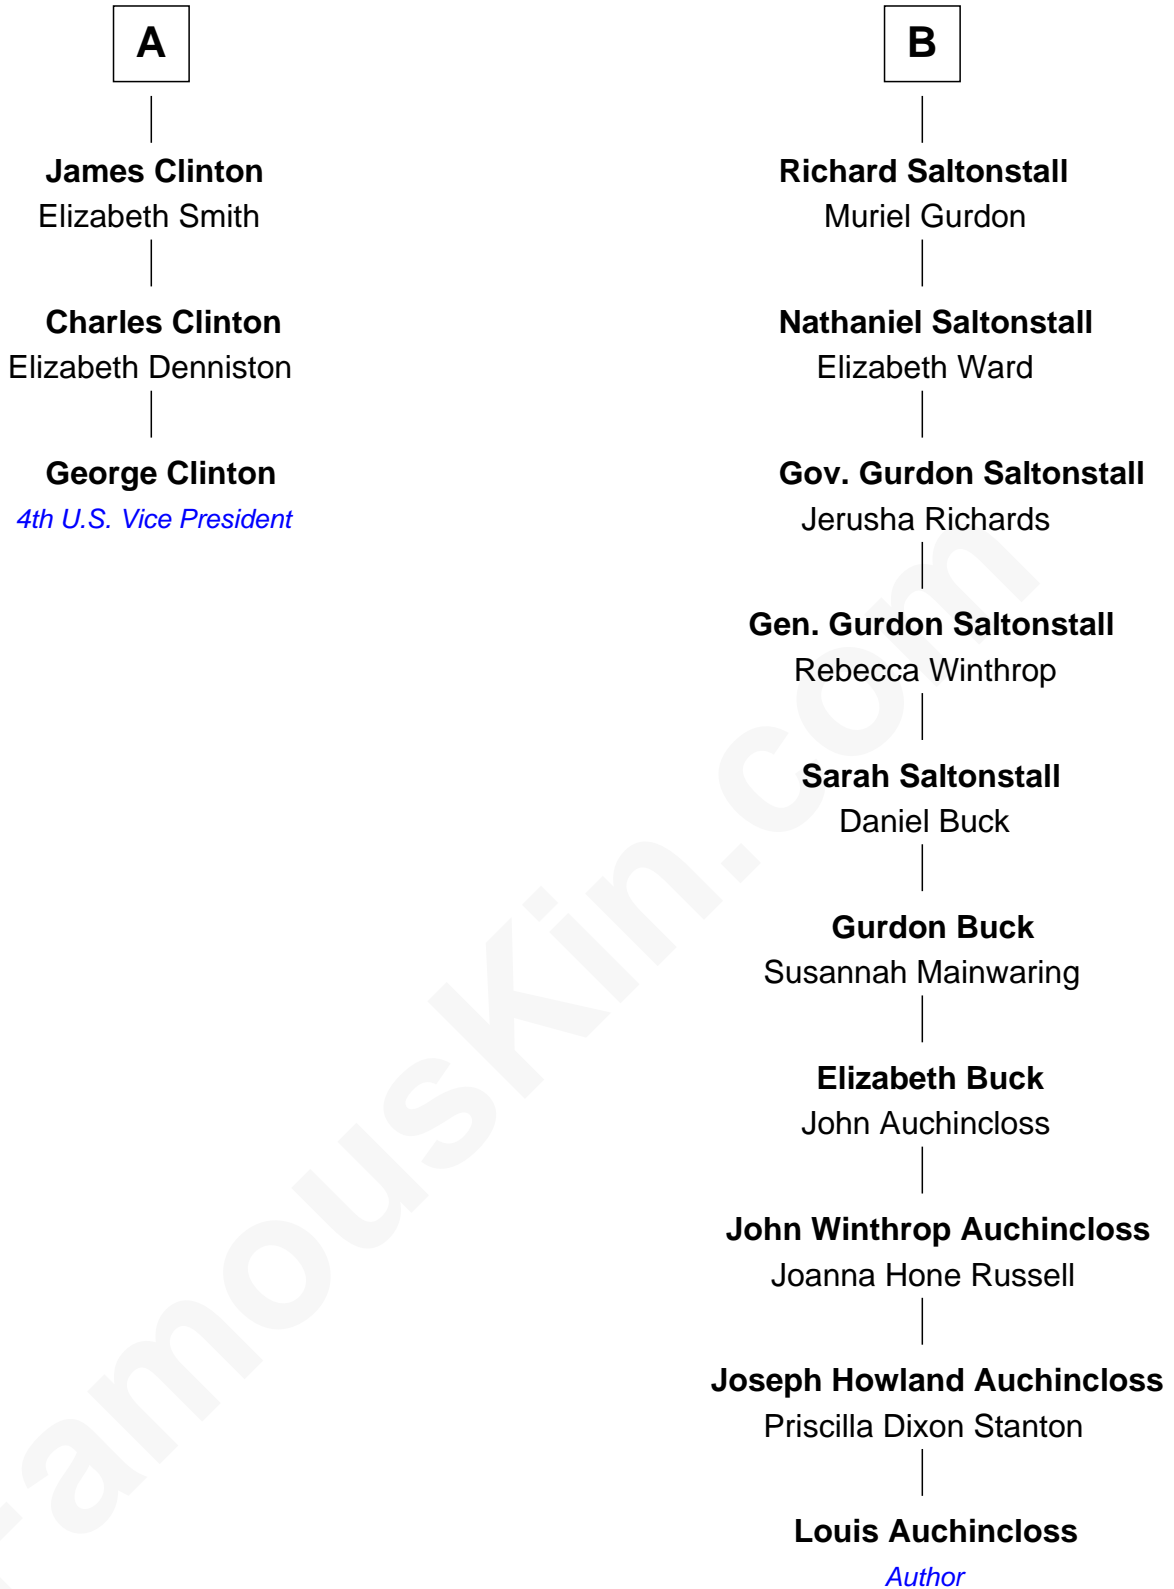 A
James Clinton
Elizabeth Smith
Charles Clinton
Elizabeth Denniston
George Clinton
4th U.S. Vice President
B
Richard Saltonstall
Muriel Gurdon
Nathaniel Saltonstall
Elizabeth Ward
Gov. Gurdon Saltonstall
Jerusha Richards
Gen. Gurdon Saltonstall
Rebecca Winthrop
Sarah Saltonstall
Daniel Buck
Gurdon Buck
Susannah Mainwaring
Elizabeth Buck
John Auchincloss
John Winthrop Auchincloss
Joanna Hone Russell
Joseph Howland Auchincloss
Priscilla Dixon Stanton
Louis Auchincloss
Author
FamousKin.com